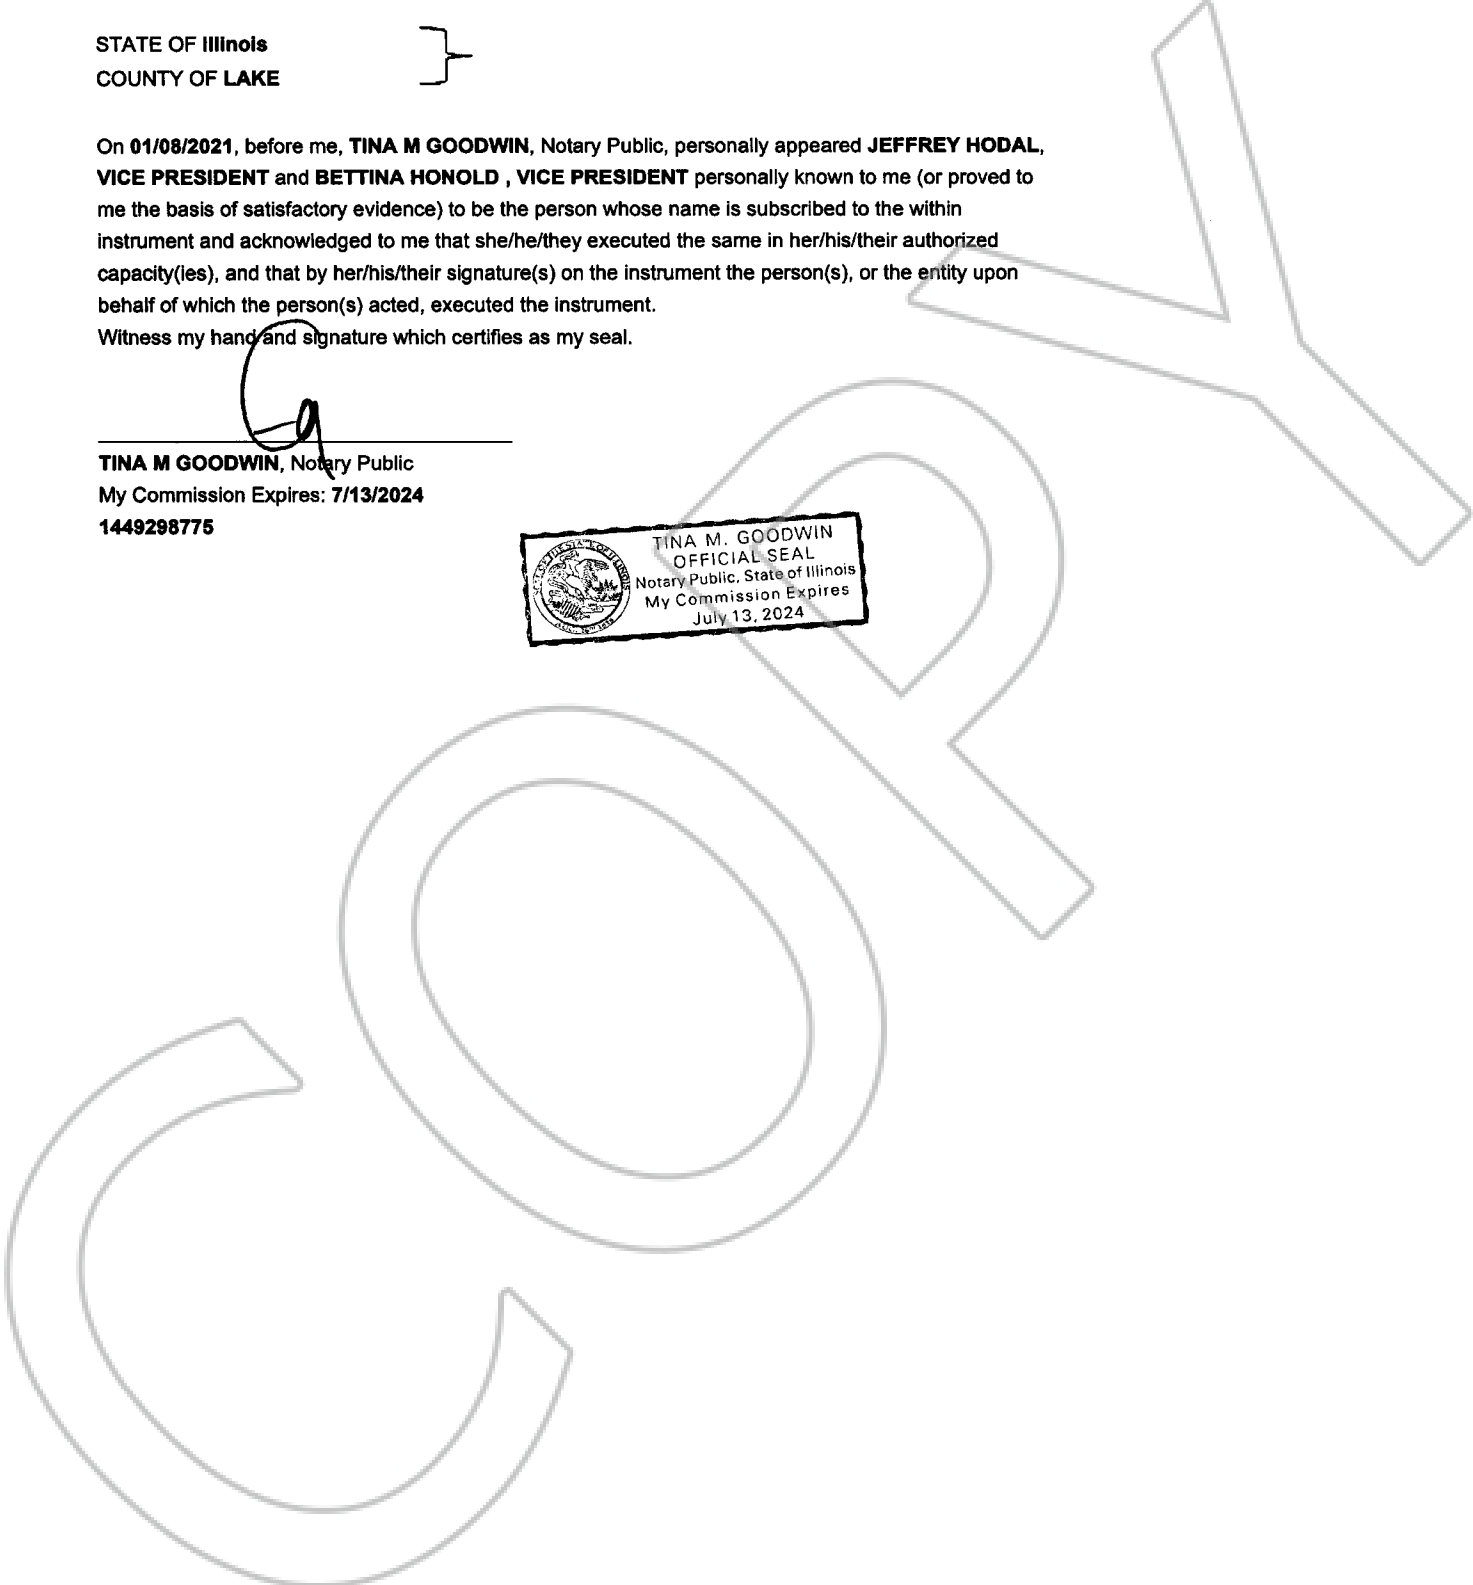 STATE OF Illinois
COUNTY OF LAKE
On 01/08/2021, before me, TINA M GOODWIN, Notary Public, personally appeared JEFFREY HODAL,
VICE PRESIDENT and BETTINA HONOLD , VICE PRESIDENT personally known to me (or proved to
me the basis of satisfactory evidence) to be the person whose name is subscribed to the within
instrument and acknowledged to me that she/he/they executed the same in her/his/their authorized
capacity(ies), and that by her/his/their signature(s) on the instrument the person(s), or the entity upon
behalf of which the person(s) acted, executed the instrument.
Witness my hand and signature which certifies as my seal.
TINA M GOODWIN, Notary Public
My Commission Expires: 7/13/2024
1449298775
TINA M. GOODWIN
OFFICIAL SEAL
Notary Public, State of Illinois
My Commission Expires
July 13, 2024
COPY